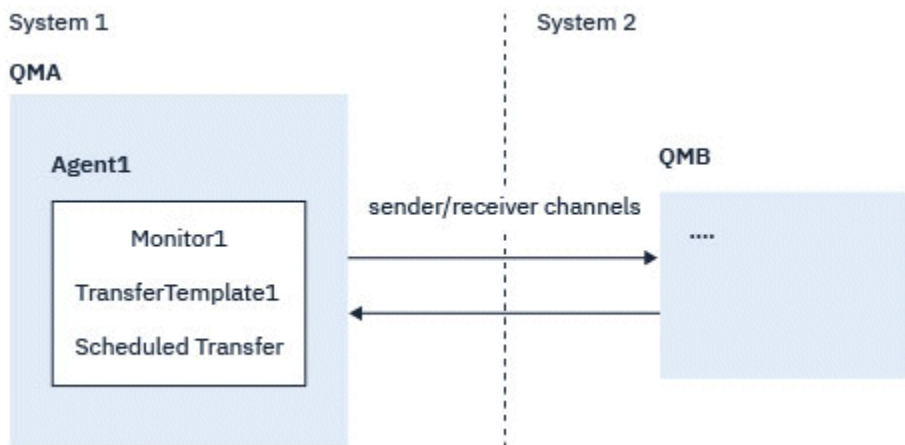 System 1
System 2
QMA
Agent1
QMB
sender/receiver channels
Monitor1
....
TransferTemplate1
Scheduled Transfer